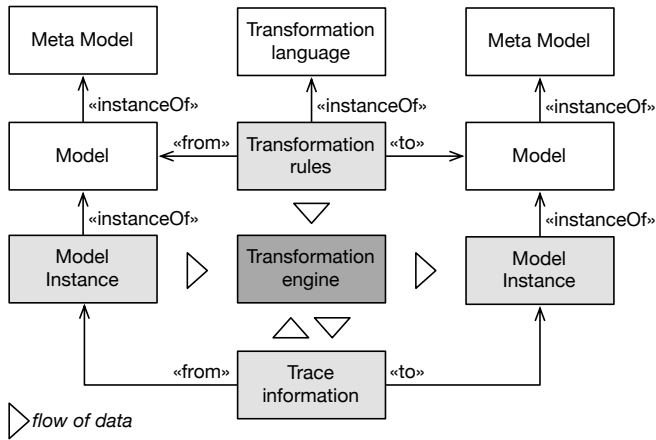 Meta Model
Transformation
language
Meta Model
«instanceOf»
«instanceOf»
«instanceOf»
Model
«from»
Transformation
rules
«to»
Model
«instanceOf»
«instanceOf»
Model
Instance
Transformation
engine
Model
Instance
«from»
Trace
information
«to»
flow of data